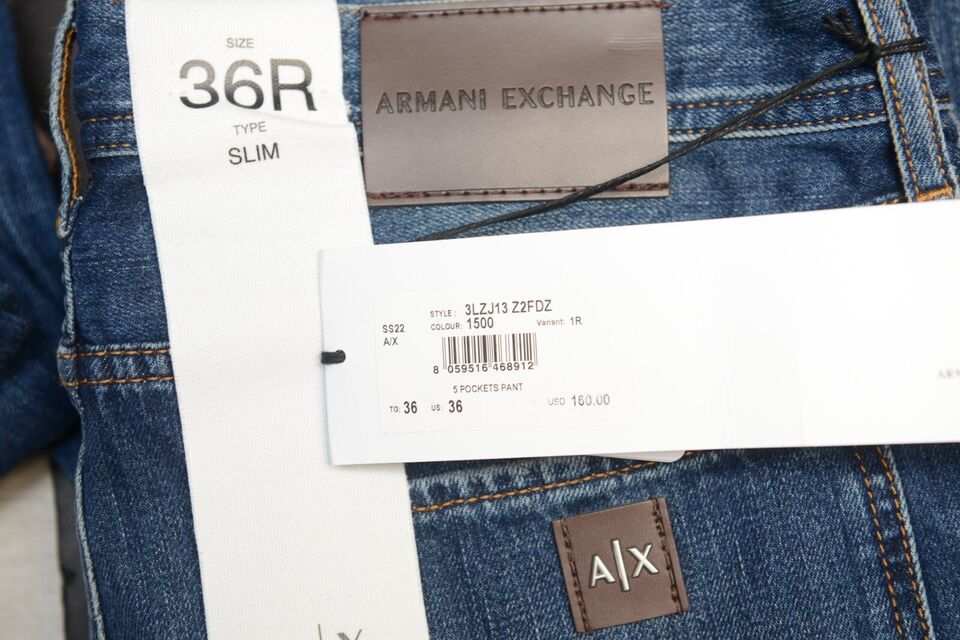 SIZE
36R
TYPE
SLIM
ARMANI EXCHANGE
STYLE: 3LZJ13 Z2FDZ
SS22 COLOUR: 1500 Variant: 1R
A/X
8 059516 468912
5 POCKETS PANT
TG: 36 US: 36 USD 160.00
A|X
A|X